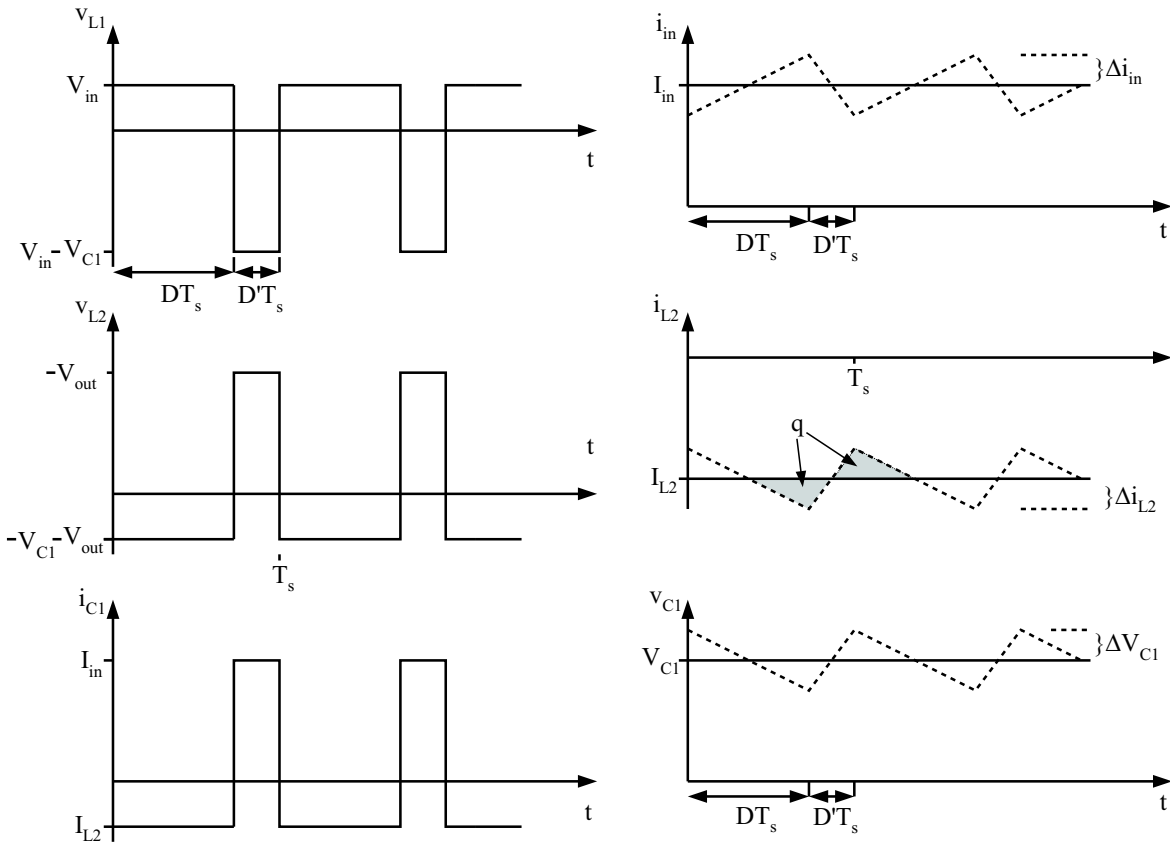 v_L1
V_in
V_in-V_C1
t
DT_s
D'T_s
i_in
I_in
}Δi_in
t
DT_s
D'T_s
v_L2
-V_out
t
-V_C1-V_out
T_s
i_L2
T_s
q
I_L2
}Δi_L2
i_C1
I_in
t
I_L2
v_C1
V_C1
}ΔV_C1
t
DT_s
D'T_s